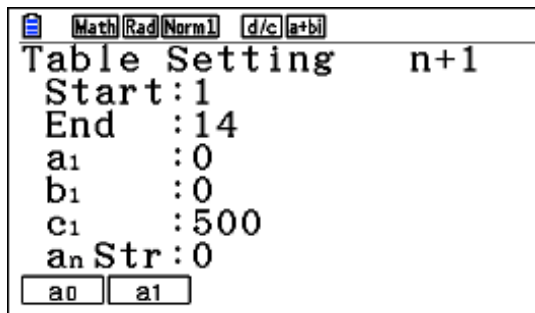 Math Rad Norm1 d/c a+bi
Table Setting n+1
Start:1
End :14
a1 :0
b1 :0
c1 :500
an Str:0
a0 a1